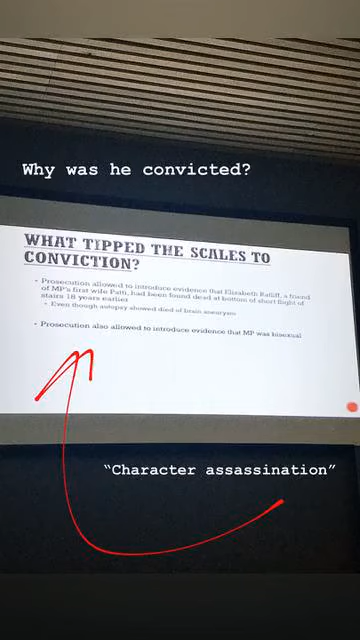 Why was he convicted?
WHAT TIPPED THE SCALES TO
CONVICTION?
• Prosecution allowed to introduce evidence that Elizabeth Ratliff, a friend
of MP's first wife Patti, had been found dead at bottom of short flight of
stairs 18 years earlier
• Even though autopsy showed died of brain aneurysm
• Prosecution also allowed to introduce evidence that MP was bisexual
“Character assassination”